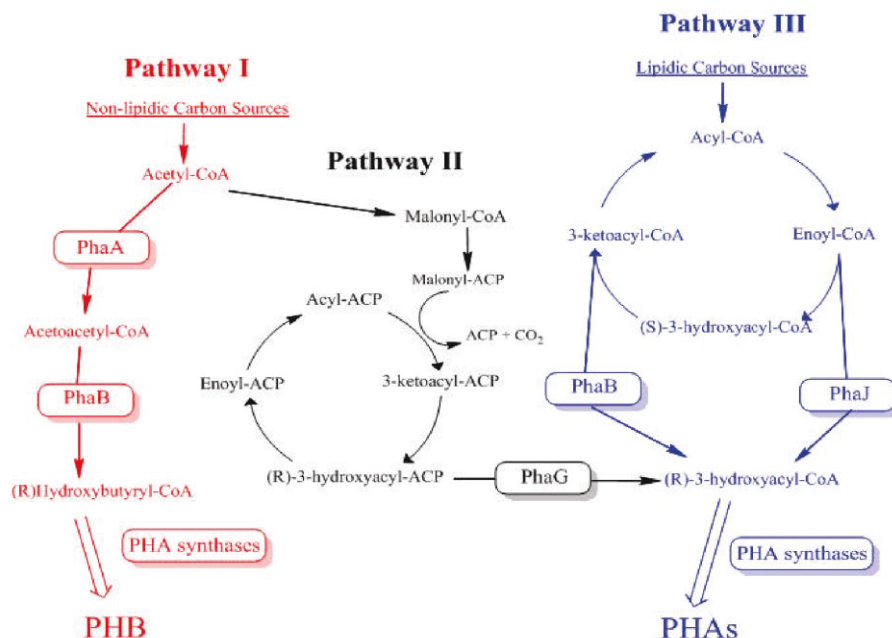 Pathway I
Non-lipidic Carbon Sources
Acetyl-CoA
PhaA
Acetoacetyl-CoA
PhaB
(R)Hydroxybutyryl-CoA
PHA synthases
PHB
Pathway II
Malonyl-CoA
Malonyl-ACP
ACP + CO₂
Acyl-ACP
3-ketoacyl-ACP
Enoyl-ACP
(R)-3-hydroxyacyl-ACP
PhaG
Pathway III
Lipidic Carbon Sources
Acyl-CoA
3-ketoacyl-CoA
Enoyl-CoA
(S)-3-hydroxyacyl-CoA
PhaB
PhaJ
(R)-3-hydroxyacyl-CoA
PHA synthases
PHAs